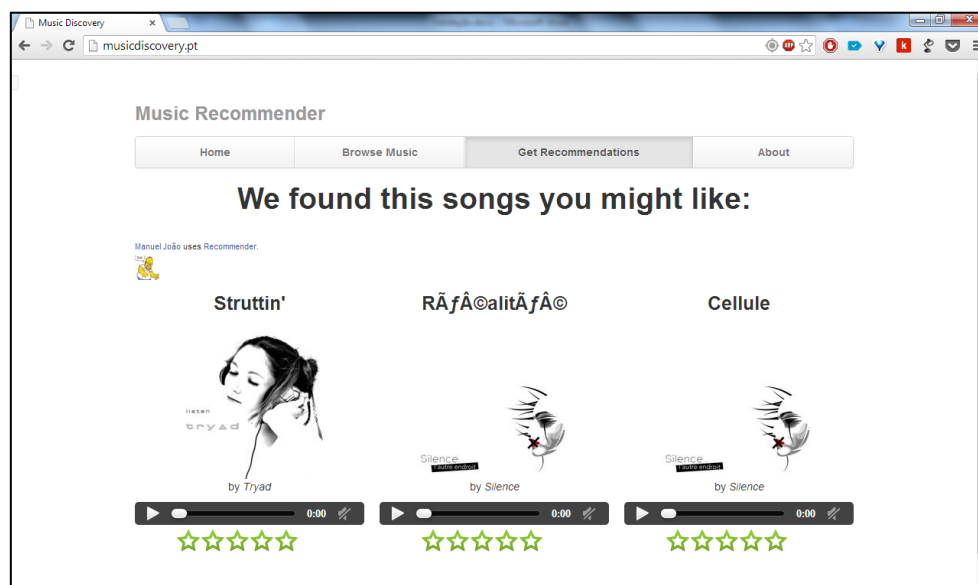 Music Discovery
musicdiscovery.pt
Music Recommender
Home Browse Music Get Recommendations About
We found this songs you might like:
Manuel João uses Recommender.
Struttin' RÃƒÂ©alitÃƒÂ© Cellule
listen
tryad
Silence
l'autre endroit
Silence
l'autre endroit
by Tryad by Silence by Silence
0:00 0:00 0:00